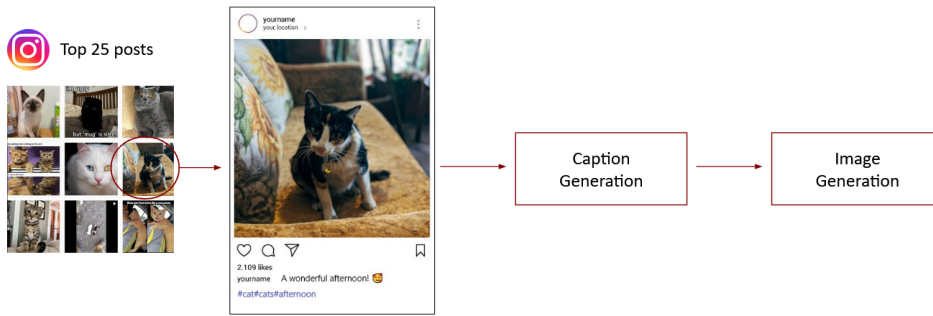 Top 25 posts
but 'mug' is silent
yourname
your, location >
2.109 likes
yourname A wonderful afternoon! 🥰
#cat#cats#afternoon
Caption
Generation
Image
Generation